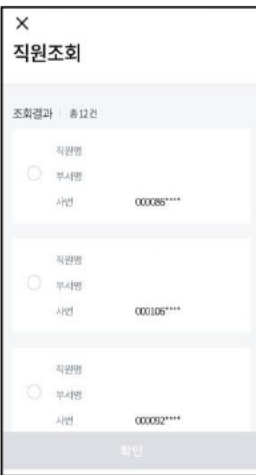 직원조회
조회결과 | 총12건
직원명
부서명
사번 000086****
직원명
부서명
사번 000106****
직원명
부서명
사번 000092****
확인